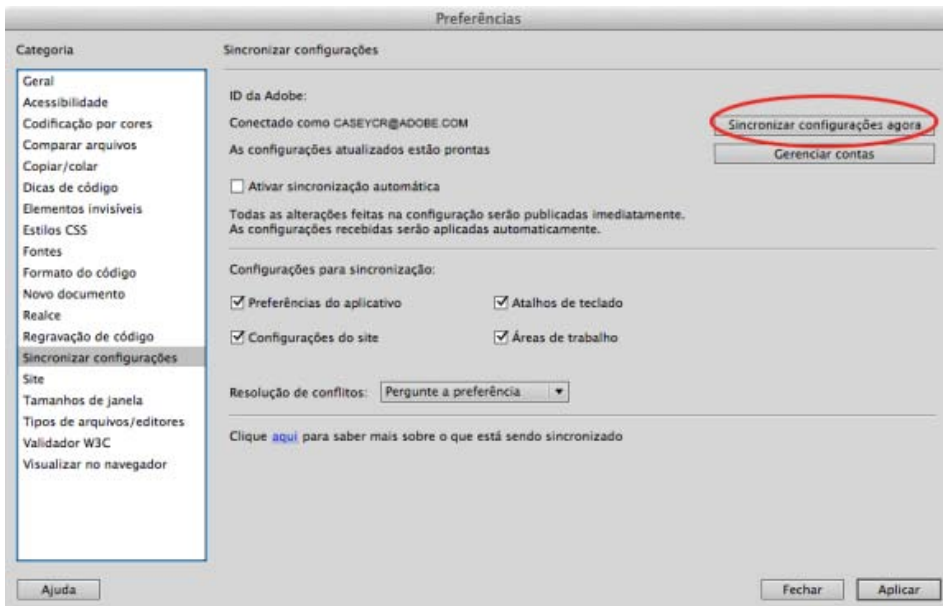 Preferências
Categoria
Geral
Acessibilidade
Codificação por cores
Comparar arquivos
Copiar/colar
Dicas de código
Elementos invisíveis
Estilos CSS
Fontes
Formato do código
Novo documento
Realce
Regravação de código
Sincronizar configurações
Site
Tamanhos de janela
Tipos de arquivos/editores
Validador W3C
Visualizar no navegador
Sincronizar configurações
ID da Adobe:
Conectado como CASEYCR@ADOBE.COM
Sincronizar configurações agora
As configurações atualizados estão prontas
Gerenciar contas
Ativar sincronização automática
Todas as alterações feitas na configuração serão publicadas imediatamente.
As configurações recebidas serão aplicadas automaticamente.
Configurações para sincronização:
Preferências do aplicativo
Atalhos de teclado
Configurações do site
Áreas de trabalho
Resolução de conflitos: Pergunte a preferência
Clique aqui para saber mais sobre o que está sendo sincronizado
Ajuda
Fechar
Aplicar